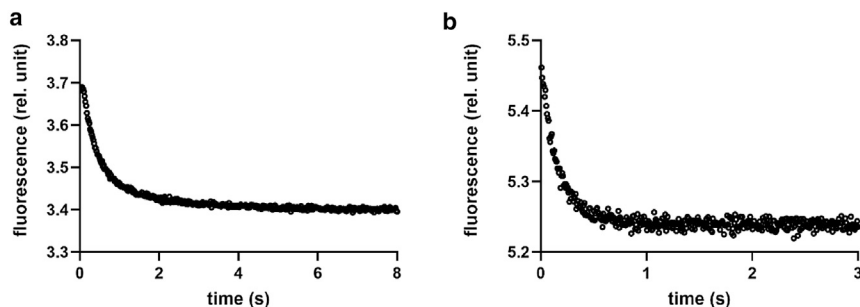 a
3.8
3.7
3.6
3.5
3.4
3.3
fluorescence (rel. unit)
0 2 4 6 8
time (s)
b
5.5
5.4
5.3
5.2
fluorescence (rel. unit)
0 1 2 3
time (s)